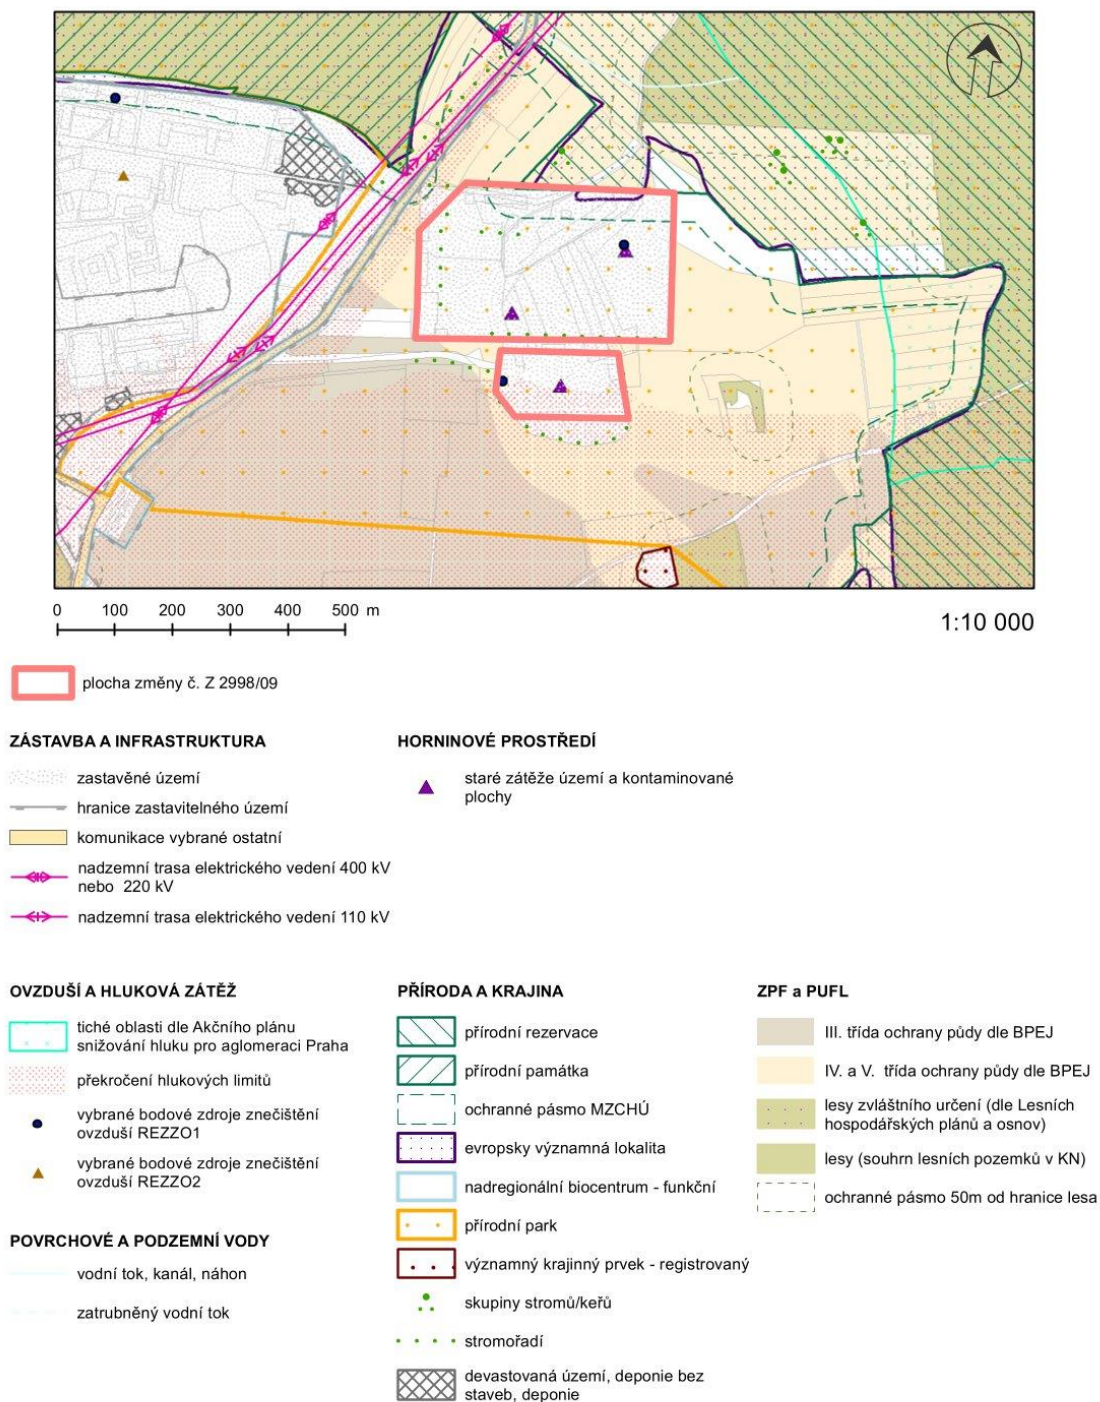 0 100 200 300 400 500 m
1:10 000
plocha změny č. Z 2998/09
ZÁSTAVBA A INFRASTRUKTURA
zastavěné území
hranice zastavitelného území
komunikace vybrané ostatní
nadzemní trasa elektrického vedení 400 kV
nebo 220 kV
nadzemní trasa elektrického vedení 110 kV
HORNINOVÉ PROSTŘEDÍ
staré zátěže území a kontaminované
plochy
OVZDUŠÍ A HLUKOVÁ ZÁTĚŽ
tiché oblasti dle Akčního plánu
snižování hluku pro aglomeraci Praha
překročení hlukových limitů
vybrané bodové zdroje znečištění
ovzduší REZZO1
vybrané bodové zdroje znečištění
ovzduší REZZO2
POVRCHOVÉ A PODZEMNÍ VODY
vodní tok, kanál, náhon
zatrubněný vodní tok
PŘÍRODA A KRAJINA
přírodní rezervace
přírodní památka
ochranné pásmo MZCHÚ
evropsky významná lokalita
nadregionální biocentrum - funkční
přírodní park
významný krajinný prvek - registrovaný
skupiny stromů/keřů
stromořadí
devastovaná území, deponie bez
staveb, deponie
ZPF a PUFL
III. třída ochrany půdy dle BPEJ
IV. a V. třída ochrany půdy dle BPEJ
lesy zvláštního určení (dle Lesních
hospodářských plánů a osnov)
lesy (souhrn lesních pozemků v KN)
ochranné pásmo 50m od hranice lesa